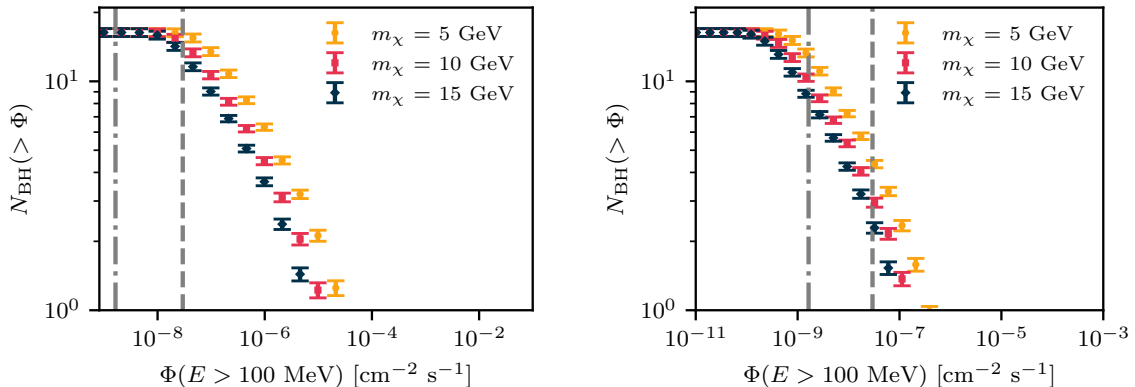 m_χ = 5 GeV
m_χ = 10 GeV
m_χ = 15 GeV
10^1
10^0
N_BH(> Φ)
10^−8
10^−6
10^−4
10^−2
Φ(E > 100 MeV) [cm^−2 s^−1]
m_χ = 5 GeV
m_χ = 10 GeV
m_χ = 15 GeV
10^1
10^0
N_BH(> Φ)
10^−11
10^−9
10^−7
10^−5
10^−3
Φ(E > 100 MeV) [cm^−2 s^−1]